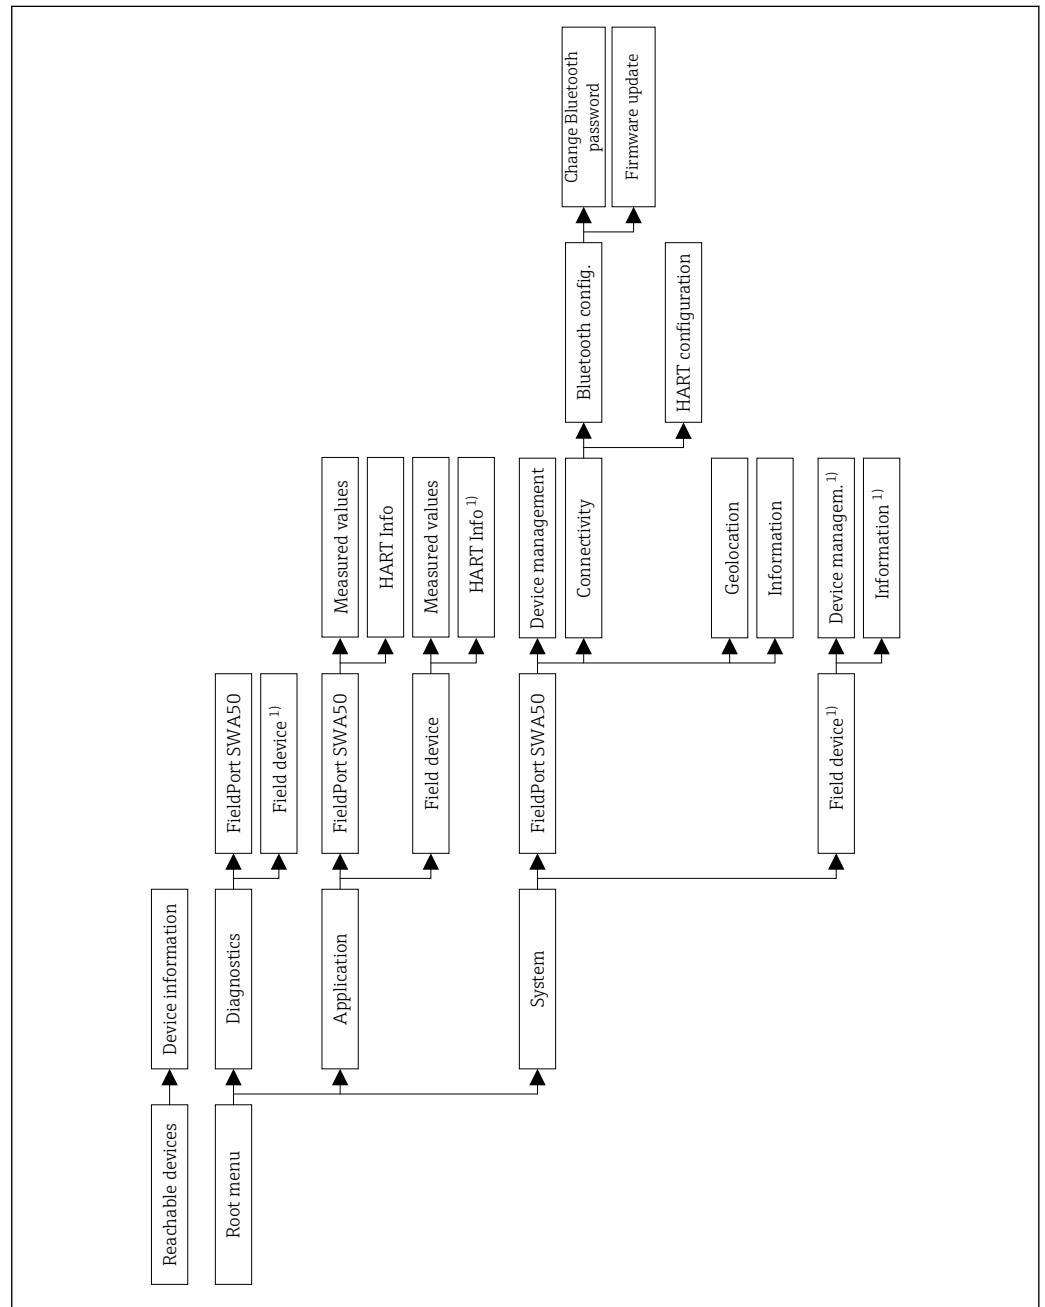 Reachable devices
Device information
Root menu
Diagnostics
FieldPort SWA50
Field device 1)
Application
FieldPort SWA50
Measured values
HART Info
Field device
Measured values
HART Info 1)
System
FieldPort SWA50
Device management
Connectivity
Bluetooth config.
Change Bluetooth
password
Firmware update
HART configuration
Geolocation
Information
Field device1)
Device managem. 1)
Information 1)